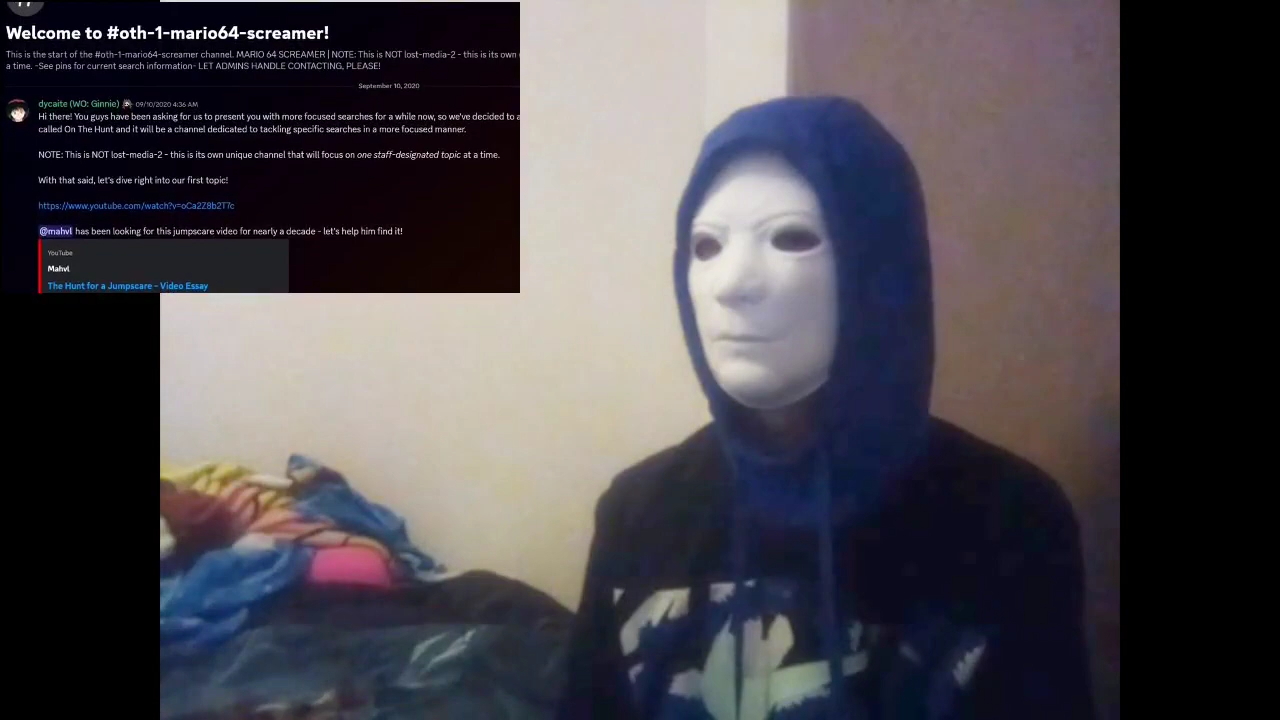 Welcome to #oth-1-mario64-screamer!
This is the start of the #oth-1-mario64-screamer channel. MARIO 64 SCREAMER | NOTE: This is NOT lost-media-2 - this is its own
a time. -See pins for current search information- LET ADMINS HANDLE CONTACTING, PLEASE!
September 10, 2020
dycaite (WO: Ginnie) 09/10/2020 4:36 AM
Hi there! You guys have been asking for us to present you with more focused searches for a while now, so we've decided to a
called On The Hunt and it will be a channel dedicated to tackling specific searches in a more focused manner.
NOTE: This is NOT lost-media-2 - this is its own unique channel that will focus on one staff-designated topic at a time.
With that said, let's dive right into our first topic!
https://www.youtube.com/watch?v=oCa2Z8b2T7c
@mahvl has been looking for this jumpscare video for nearly a decade - let's help him find it!
YouTube
Mahvl
The Hunt for a Jumpscare - Video Essay